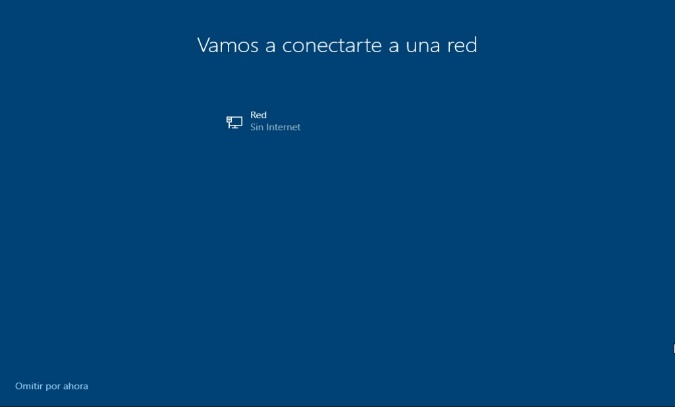 Vamos a conectarte a una red
Red
Sin Internet
Omitir por ahora